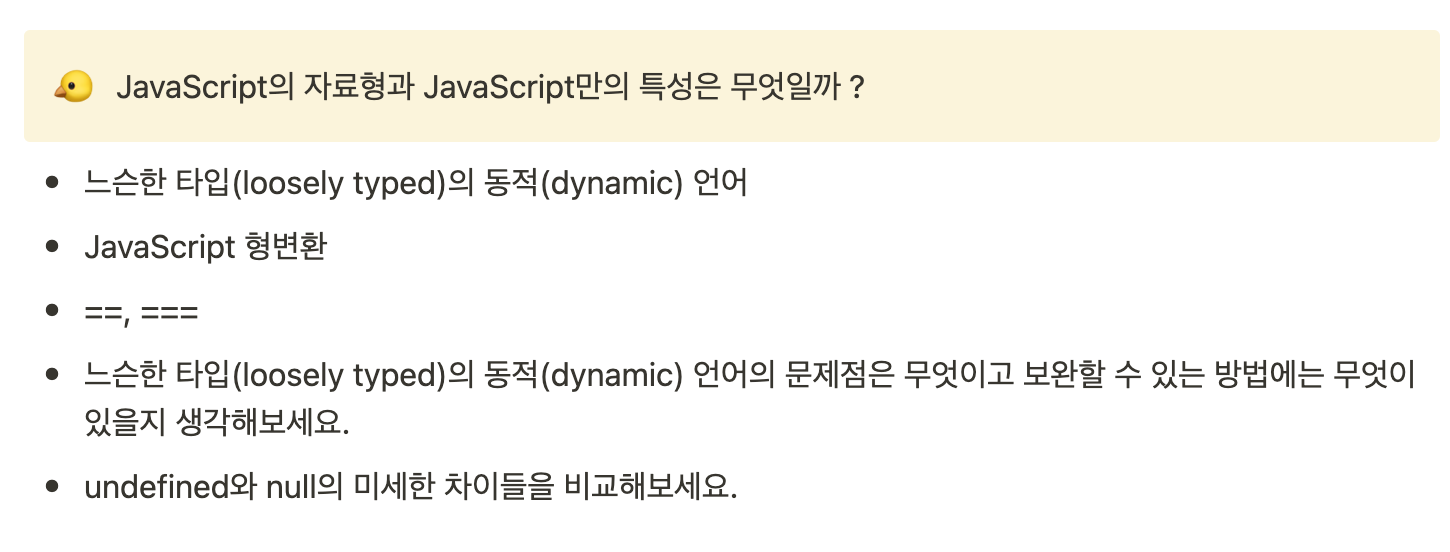 JavaScript의 자료형과 JavaScript만의 특성은 무엇일까 ?
느슨한 타입(loosely typed)의 동적(dynamic) 언어
JavaScript 형변환
==, ===
느슨한 타입(loosely typed)의 동적(dynamic) 언어의 문제점은 무엇이고 보완할 수 있는 방법에는 무엇이
있을지 생각해보세요.
undefined와 null의 미세한 차이들을 비교해보세요.